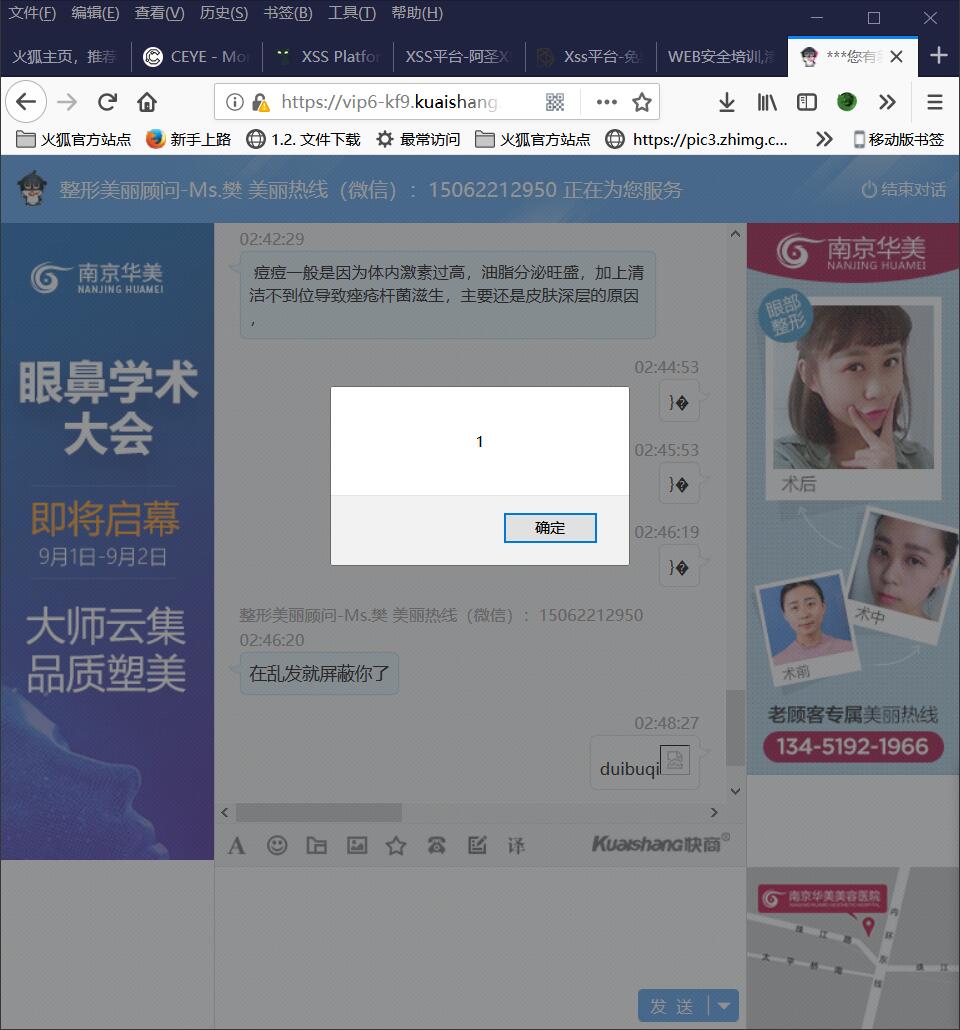 文件(F) 编辑(E) 查看(V) 历史(S) 书签(B) 工具(T) 帮助(H)
火狐主页，推荐 CEYE - Mo XSS Platfor XSS平台-阿圣X Xss平台-免 WEB安全培训 ***您有
https://vip6-kf9.kuaishang
火狐官方站点 新手上路 1.2. 文件下载 最常访问 火狐官方站点 https://pic3.zhimg.c... 移动版书签
整形美丽顾问-Ms.樊 美丽热线（微信）：15062212950 正在为您服务 结束对话
南京华美
NANJING HUAMEI
眼鼻学术
大会
即将启幕
9月1日-9月2日
大师云集
品质塑美
02:42:29
痘痘一般是因为体内激素过高，油脂分泌旺盛，加上清
洁不到位导致痤疮杆菌滋生，主要还是皮肤深层的原因
，
02:44:53
}�
02:45:53
}�
02:46:19
}�
整形美丽顾问-Ms.樊 美丽热线（微信）：15062212950
02:46:20
在乱发就屏蔽你了
02:48:27
duibuqi
1
确定
A 译 Kuaishang快商®
发 送
南京华美
NANJING HUAMEI
眼部
整形
术后
术中
术前
老顾客专属美丽热线
134-5192-1966
南京华美美容医院
珠 江 路
内 环 东 线
太 平 桥 南
珠 江